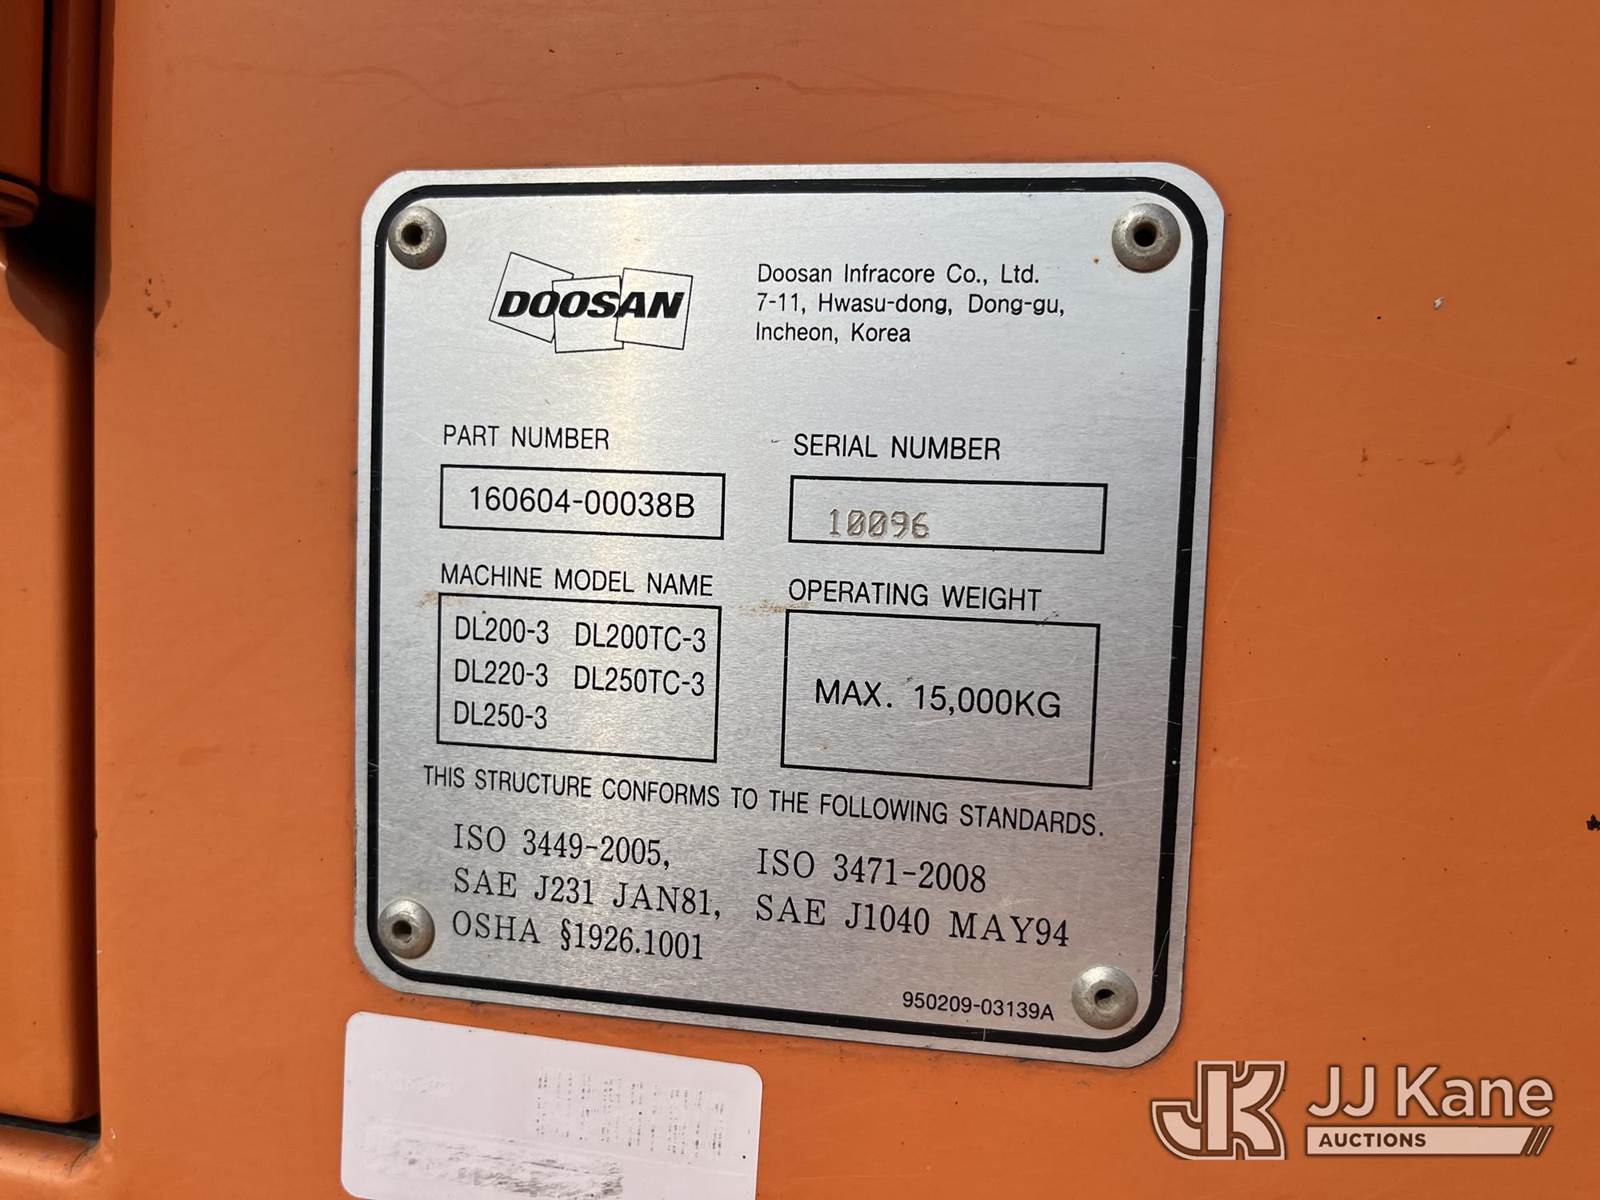 DOOSAN
Doosan Infracore Co., Ltd.
7-11, Hwasu-dong, Dong-gu,
Incheon, Korea
PART NUMBER
160604-00038B
SERIAL NUMBER
10096
MACHINE MODEL NAME
DL200-3 DL200TC-3
DL220-3 DL250TC-3
DL250-3
OPERATING WEIGHT
MAX. 15,000KG
THIS STRUCTURE CONFORMS TO THE FOLLOWING STANDARDS.
ISO 3449-2005, ISO 3471-2008
SAE J231 JAN81, SAE J1040 MAY94
OSHA §1926.1001
950209-03139A
JK JJ Kane
AUCTIONS